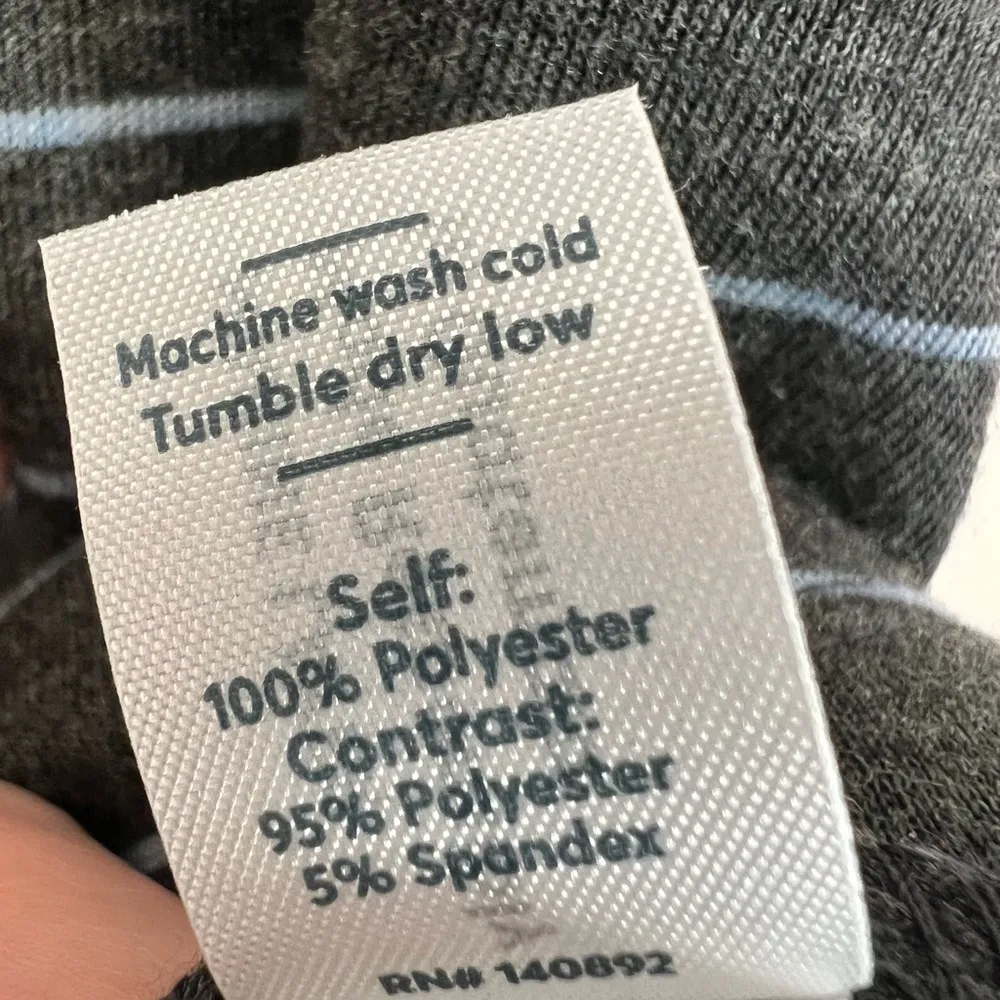 Machine wash cold
Tumble dry low
Self:
100% Polyester
Contrast:
95% Polyester
5% Spandex
RN# 140892